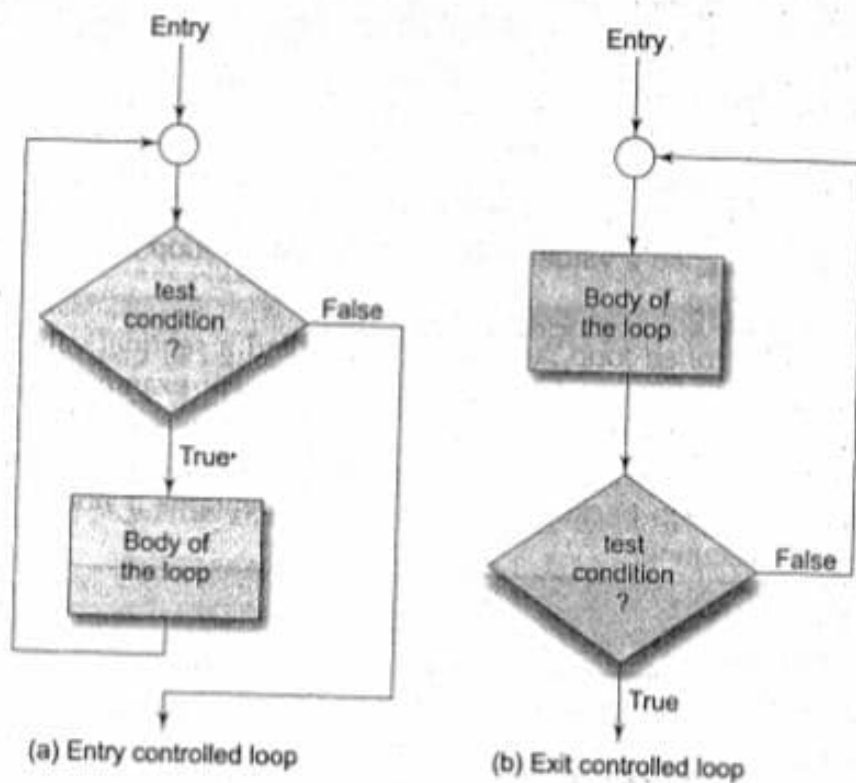 Entry
test
condition
?
False
True
Body of
the loop
(a) Entry controlled loop
Entry
Body of
the loop
test
condition
?
False
True
(b) Exit controlled loop